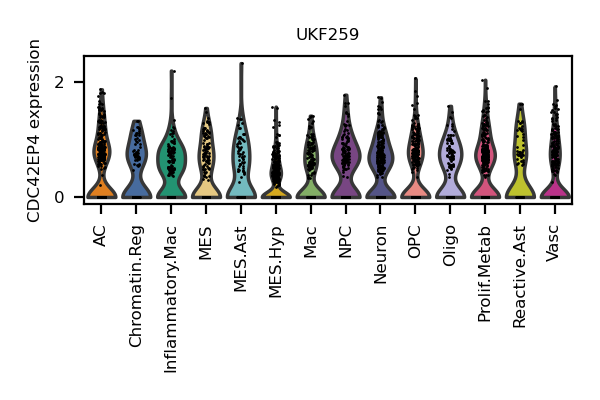 UKF259
CDC42EP4 expression
2
0
AC
Chromatin.Reg
Inflammatory.Mac
MES
MES.Ast
MES.Hyp
Mac
NPC
Neuron
OPC
Oligo
Prolif.Metab
Reactive.Ast
Vasc